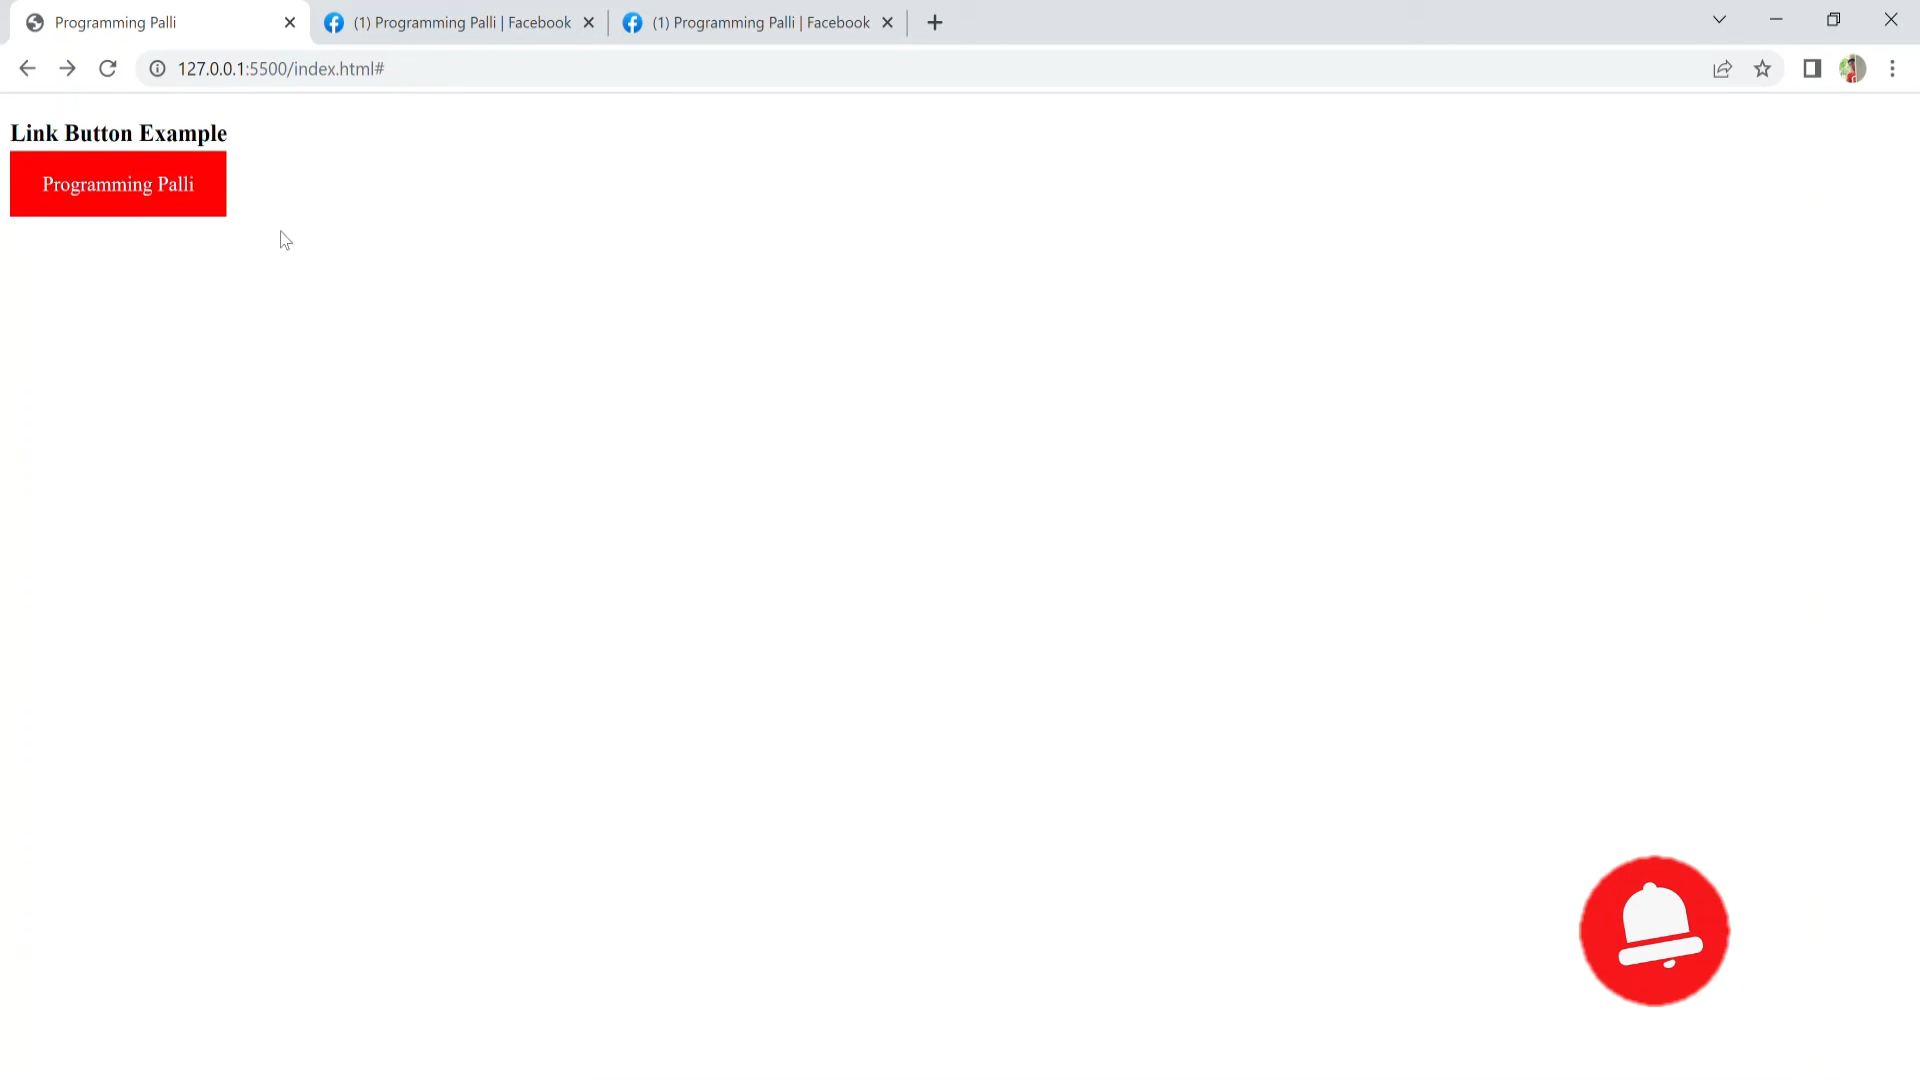 Programming Palli
(1) Programming Palli | Facebook
(1) Programming Palli | Facebook
127.0.0.1:5500/index.html#
Link Button Example
Programming Palli